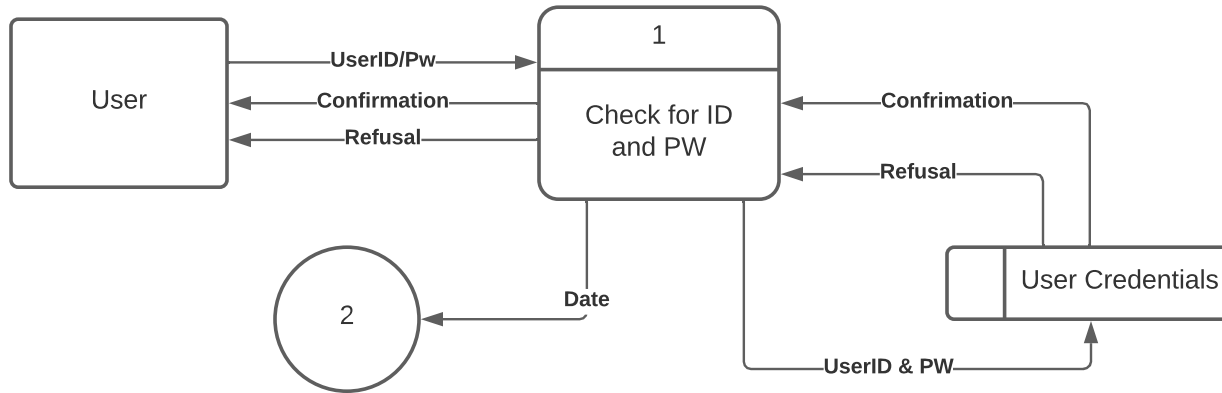 1
UserID/Pw
User
Confirmation
Confrimation
Check for ID
and PW
Refusal
Refusal
User Credentials
Date
2
UserID & PW